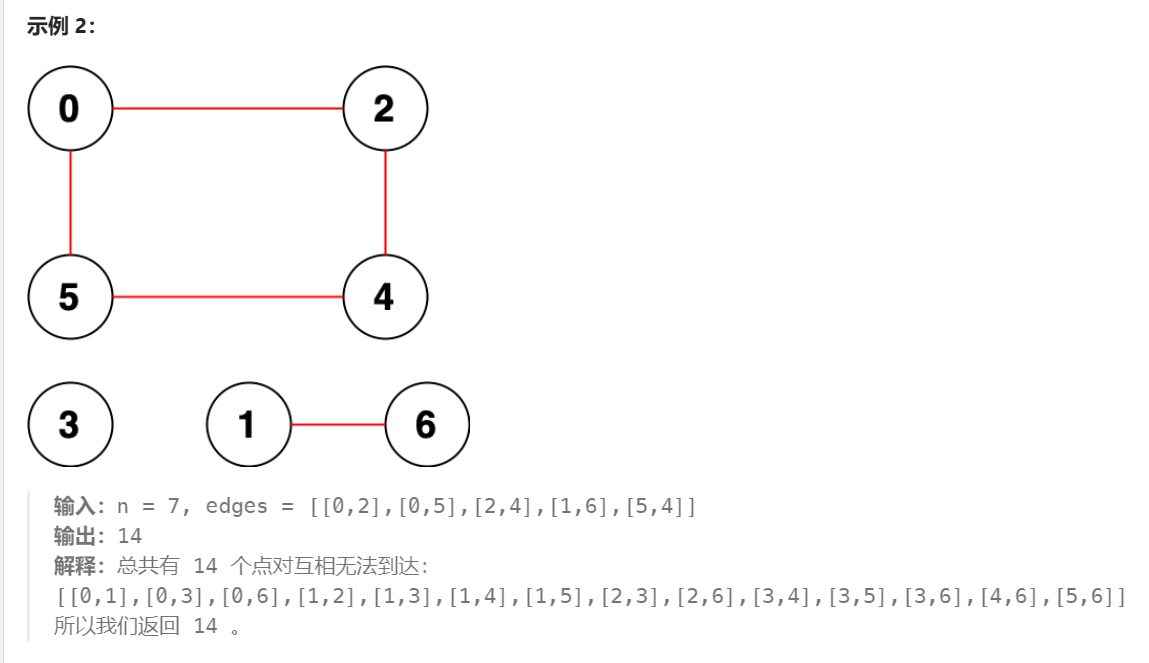 示例 2：
0 2
5 4
3 1 6
输入：n = 7, edges = [[0,2],[0,5],[2,4],[1,6],[5,4]]
输出：14
解释：总共有 14 个点对互相无法到达：
[[0,1],[0,3],[0,6],[1,2],[1,3],[1,4],[1,5],[2,3],[2,6],[3,4],[3,5],[3,6],[4,6],[5,6]]
所以我们返回 14 。